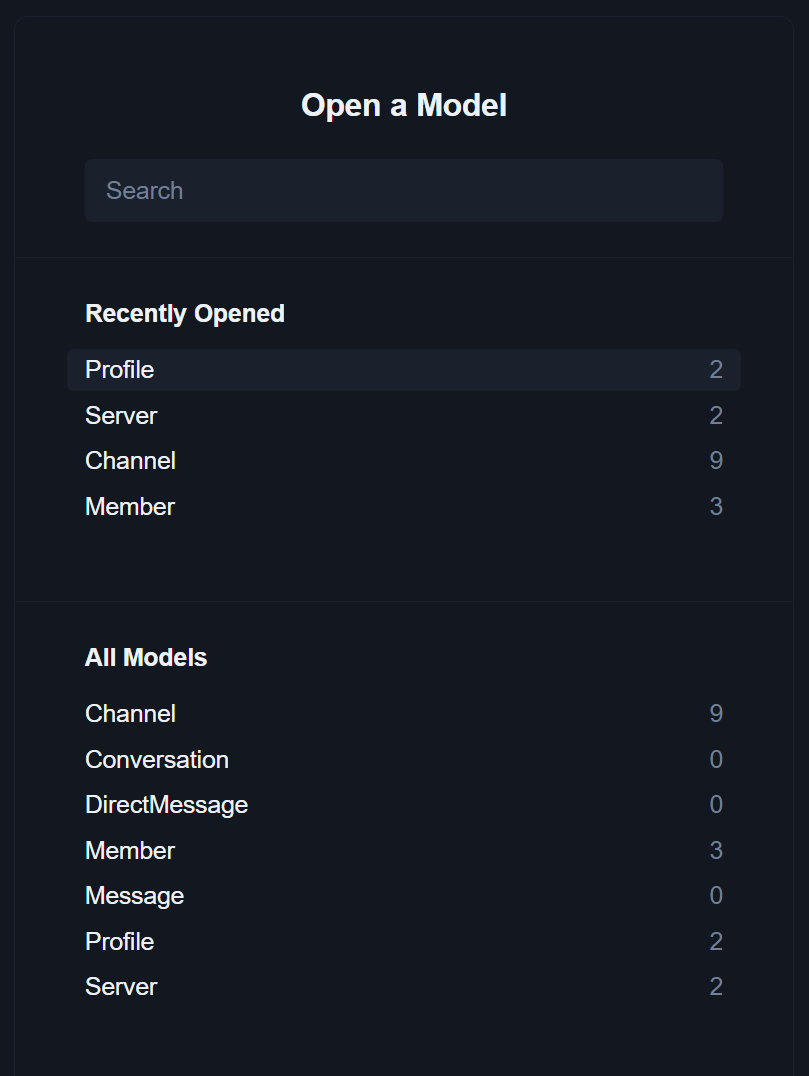 Open a Model
Search
Recently Opened
Profile 2
Server 2
Channel 9
Member 3
All Models
Channel 9
Conversation 0
DirectMessage 0
Member 3
Message 0
Profile 2
Server 2